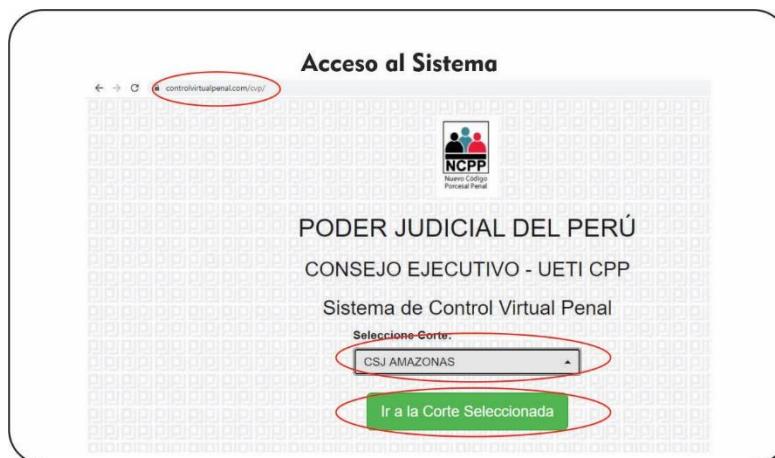 Acceso al Sistema
controlvirtualpenal.com/cvp/
NCPP
Nuevo Código
Porcesal Penal
PODER JUDICIAL DEL PERÚ
CONSEJO EJECUTIVO - UETI CPP
Sistema de Control Virtual Penal
Seleccione Corte:
CSJ AMAZONAS
Ir a la Corte Seleccionada